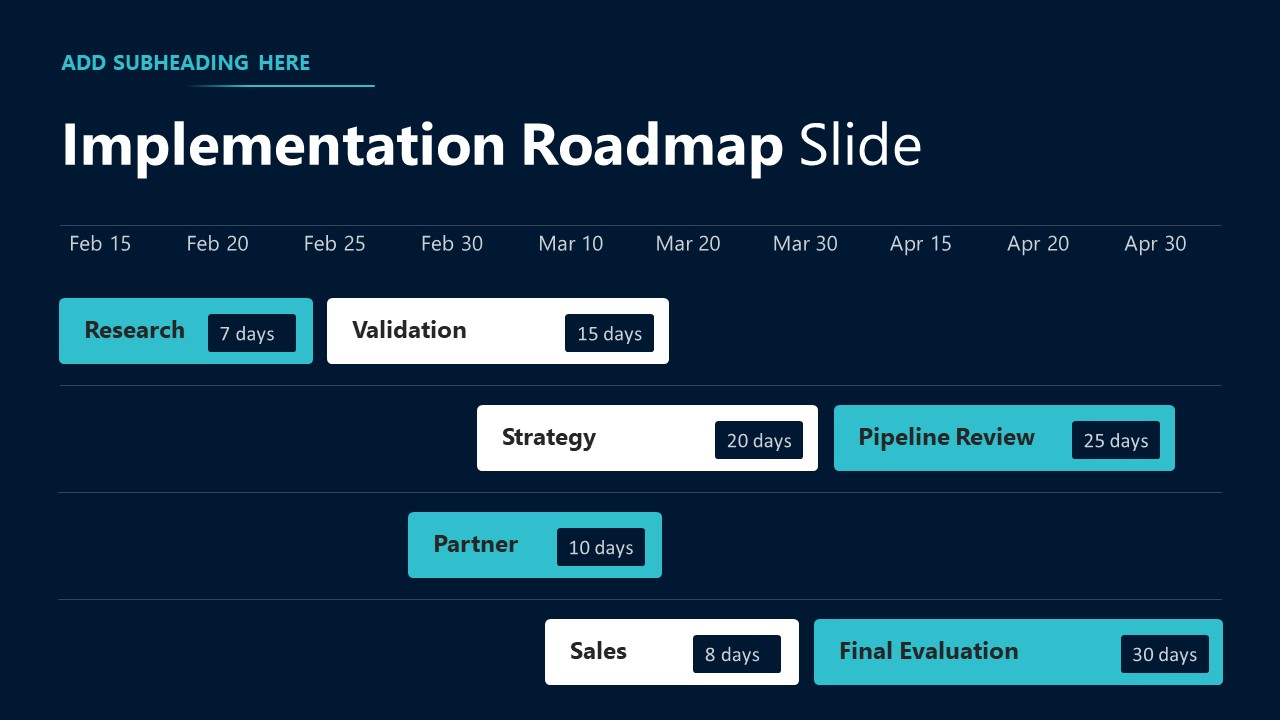 ADD SUBHEADING HERE
Implementation Roadmap Slide
Feb 15 Feb 20 Feb 25 Feb 30 Mar 10 Mar 20 Mar 30 Apr 15 Apr 20 Apr 30
Research 7 days Validation 15 days
Strategy 20 days Pipeline Review 25 days
Partner 10 days
Sales 8 days Final Evaluation 30 days